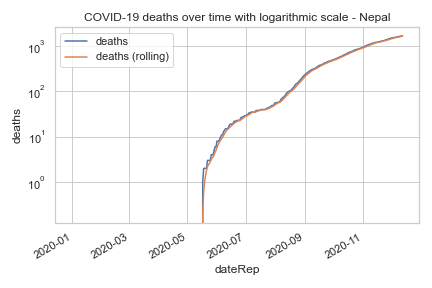 COVID-19 deaths over time with logarithmic scale - Nepal
deaths
deaths (rolling)
10³
10²
10¹
10⁰
deaths
2020-01
2020-03
2020-05
2020-07
2020-09
2020-11
dateRep